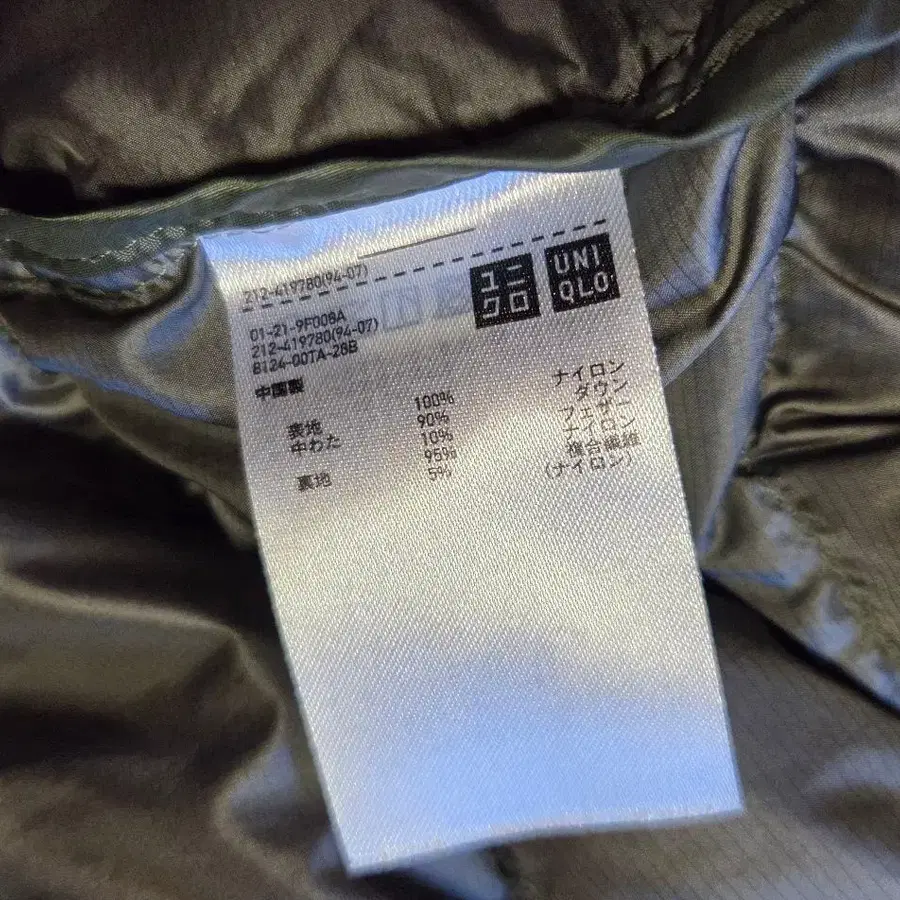 212-419780(94-07)
ユニ
クロ
UNI
QLO
01-21-9F008A
212-419780(94-07)
8124-00TA-28B
中国製
表地 100% ナイロン
中わた 90% ダウン
10% フェザー
裏地 95% ナイロン
5% 複合繊維
(ナイロン)